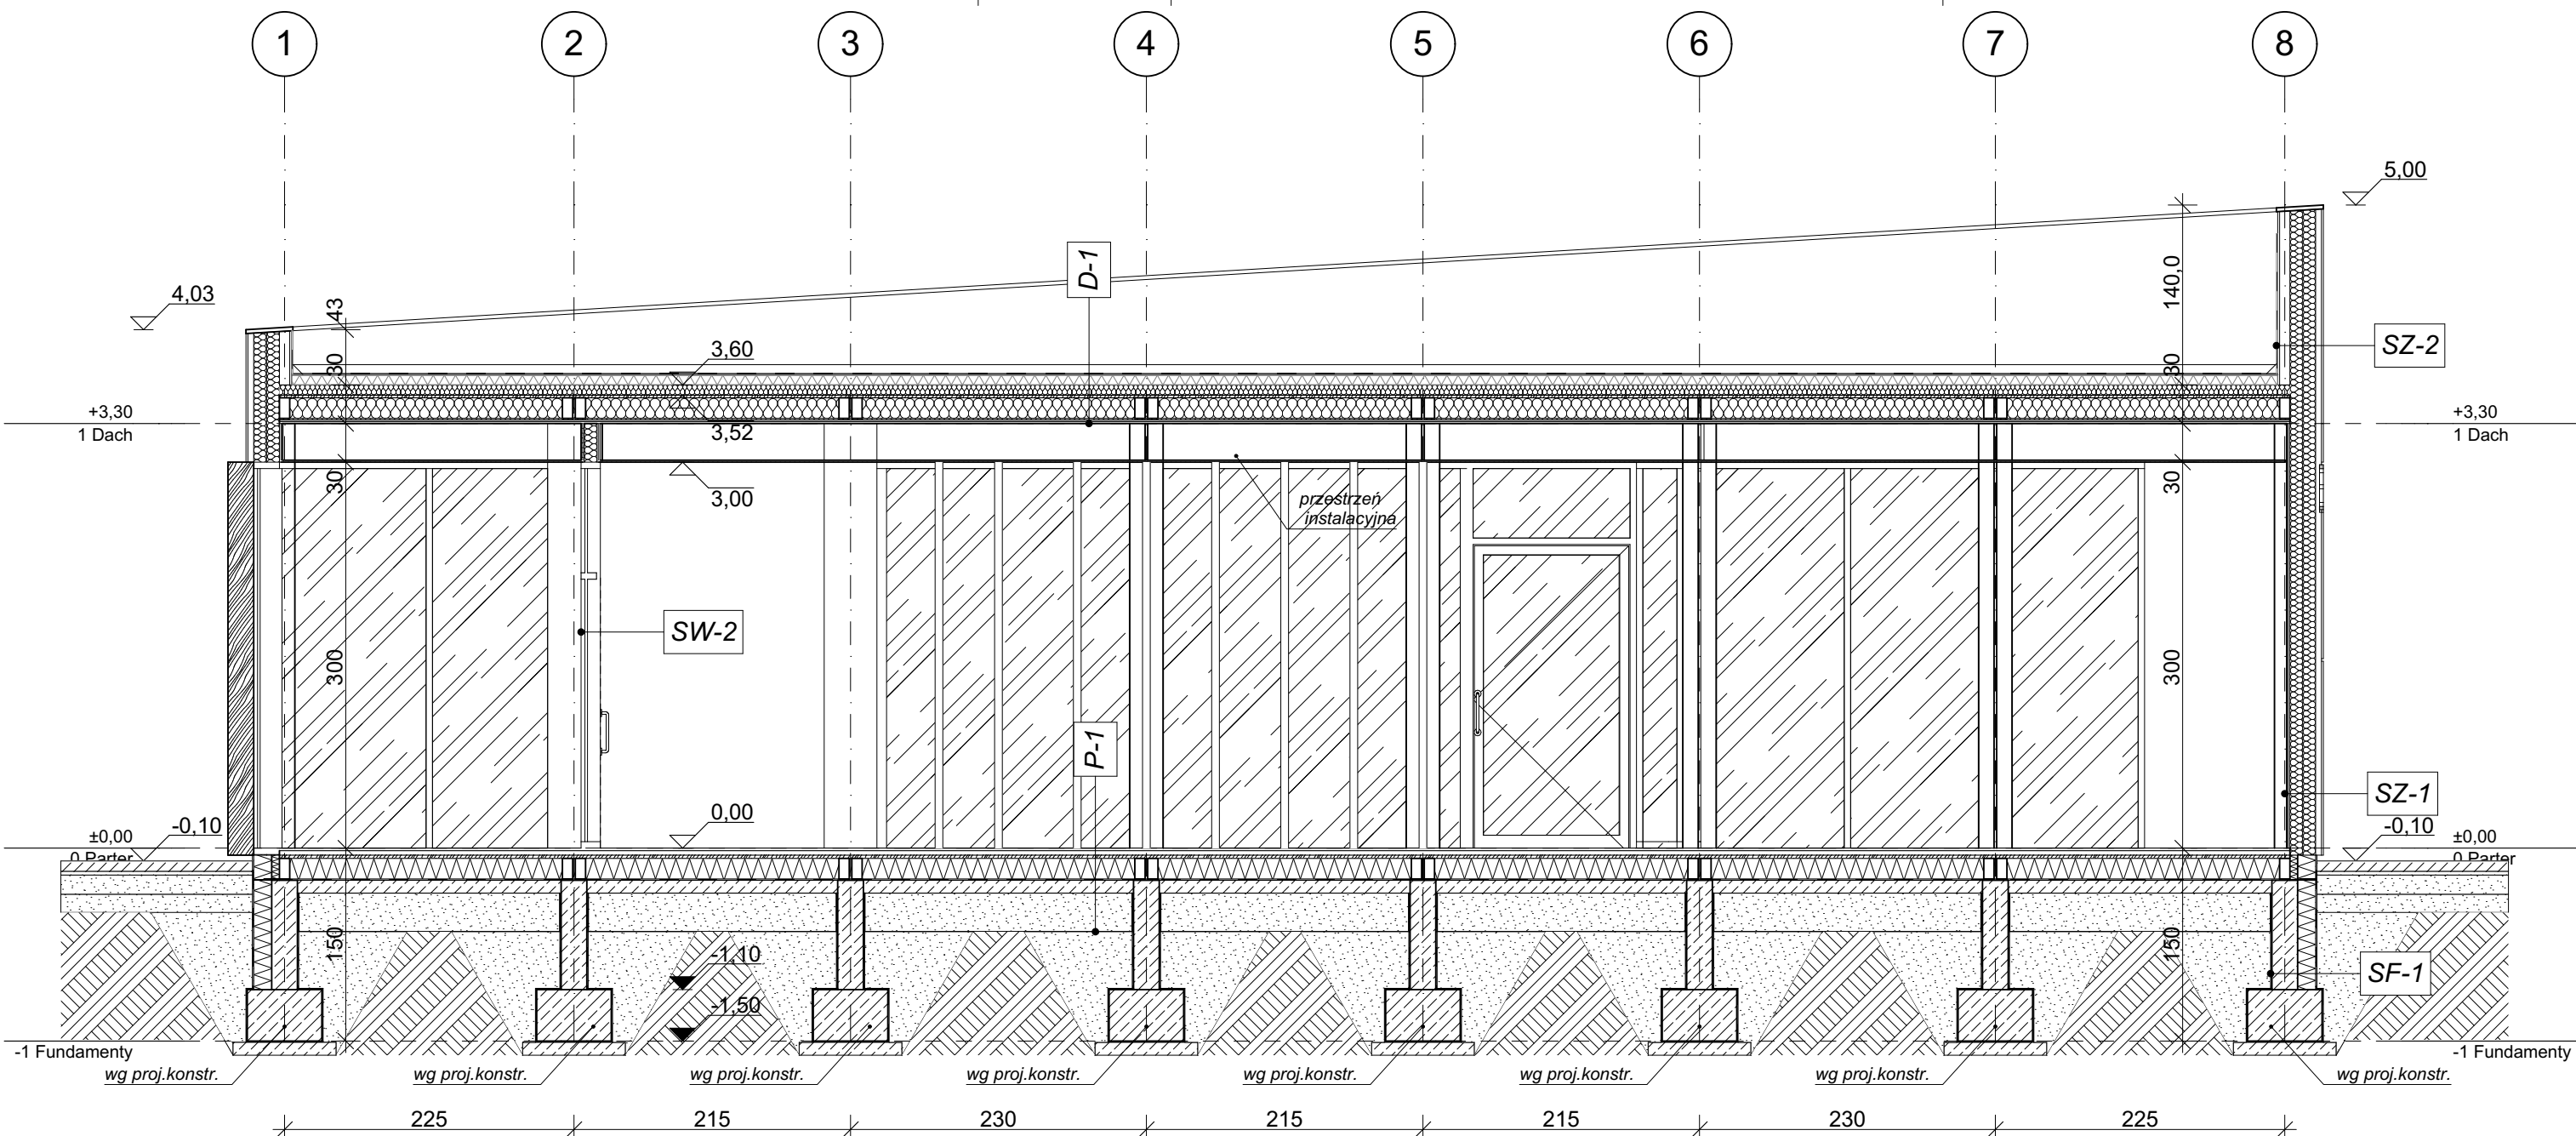 1 2 3 4 5 6 7 8
5,00
D-1
140,0
4,03
43
SZ-2
3,60
30
30
+3,30
1 Dach
3,52
+3,30
1 Dach
30
3,00
przestrzeń
instalacyjna
30
SW-2
300
300
P-1
SZ-1
0,00
-0,10
±0,00
0 Parter
-0,10
±0,00
0 Parter
150
-1,10
150
SF-1
-1,50
-1 Fundamenty
-1 Fundamenty
wg proj.konstr. wg proj.konstr. wg proj.konstr. wg proj.konstr. wg proj.konstr. wg proj.konstr. wg proj.konstr. wg proj.konstr.
225 215 230 215 215 230 225